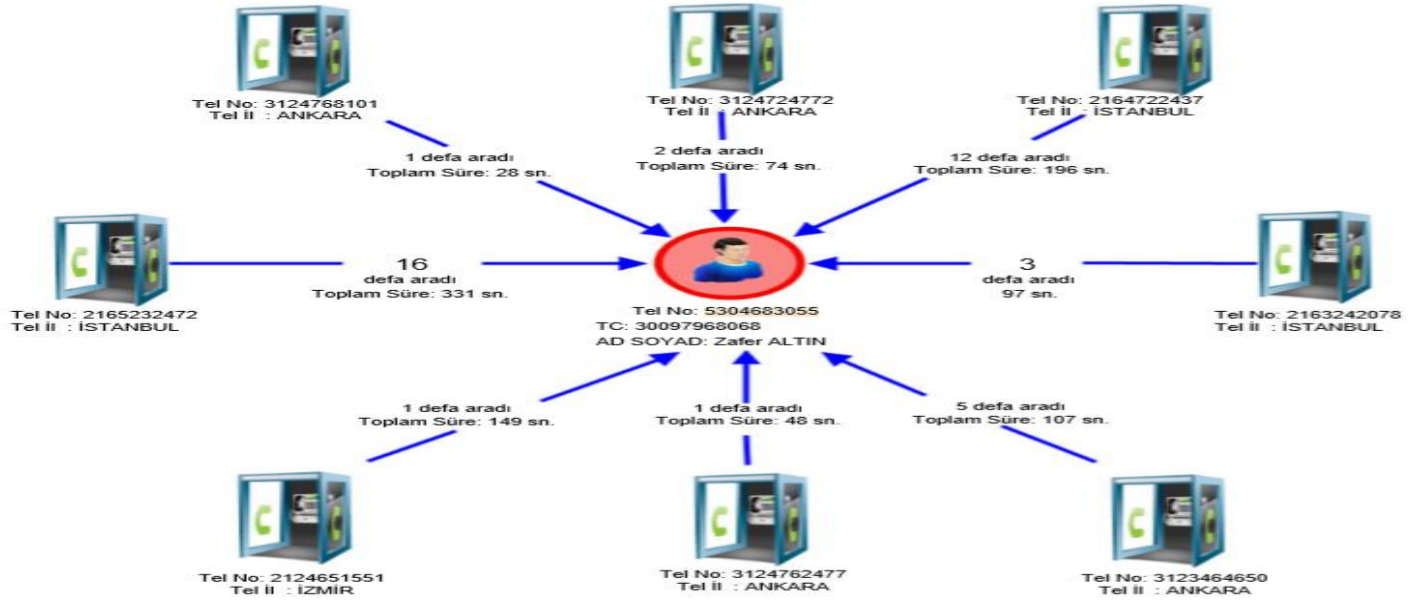 Tel No: 3124768101
Tel İl : ANKARA
1 defa aradı
Toplam Süre: 28 sn.
Tel No: 3124724772
Tel İl : ANKARA
2 defa aradı
Toplam Süre: 74 sn.
Tel No: 2164722437
Tel İl : İSTANBUL
12 defa aradı
Toplam Süre: 196 sn.
Tel No: 2165232472
Tel İl : İSTANBUL
16
defa aradı
Toplam Süre: 331 sn.
Tel No: 5304683055
TC: 30097968068
AD SOYAD: Zafer ALTIN
3
defa aradı
97 sn.
Tel No: 2163242078
Tel İl : İSTANBUL
1 defa aradı
Toplam Süre: 149 sn.
Tel No: 2124651551
Tel İl : İZMİR
1 defa aradı
Toplam Süre: 48 sn.
Tel No: 3124762477
Tel İl : ANKARA
5 defa aradı
Toplam Süre: 107 sn.
Tel No: 3123464650
Tel İl : ANKARA